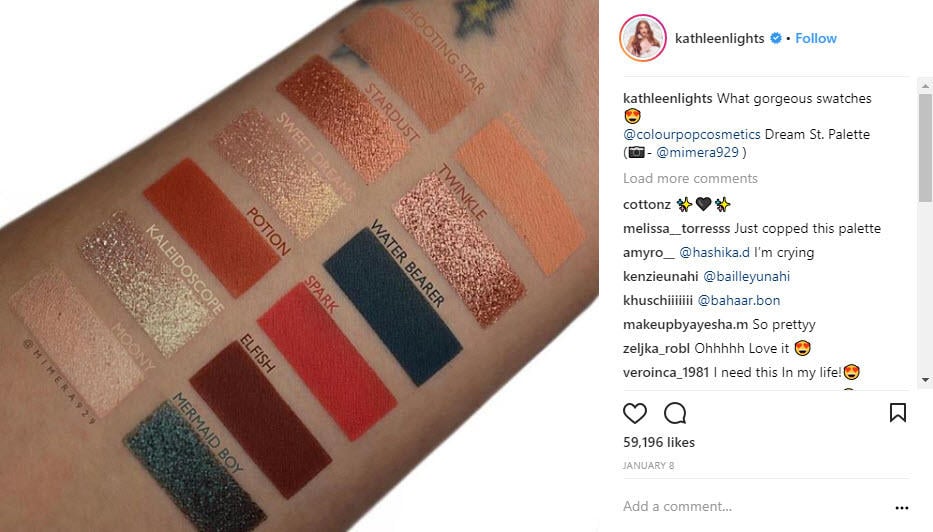 SHOOTING STAR
STARDUST
SWEET DREAMS
POTION
KALEIDOSCOPE
MOONY
TWINKLE
WATER BEARER
SPARK
ELFISH
MERMAID BOY
@MIMERA929
kathleenlights • Follow
kathleenlights What gorgeous swatches
😍
@colourpopcosmetics Dream St. Palette
(📷- @mimera929 )
Load more comments
cottonz ✨🖤✨
melissa__torresss Just copped this palette
amyro__ @hashika.d I'm crying
kenzieunahi @bailleyunahi
khuschiiiiiii @bahaar.bon
makeupbyayesha.m So prettyy
zeljka_robl Ohhhhh Love it 😍
veroinca_1981 I need this In my life!😍
59,196 likes
JANUARY 8
Add a comment...